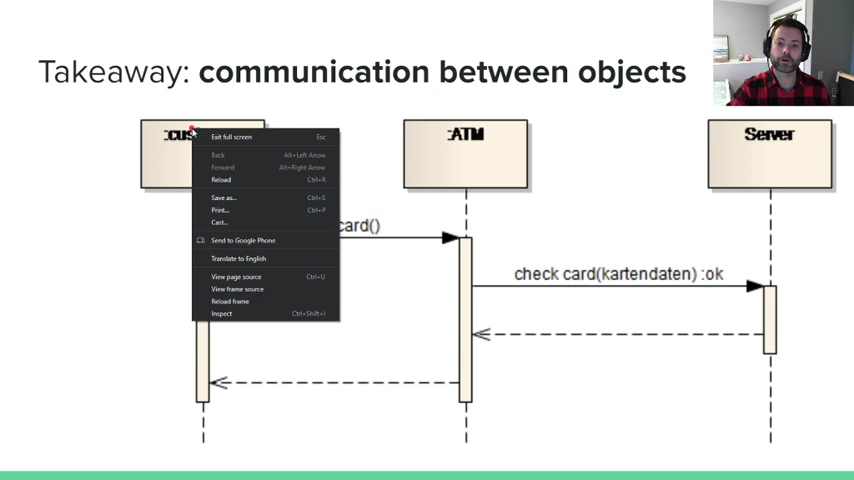 Takeaway: communication between objects
:cus
:ATM
Server
Exit full screen Esc
Back Alt+Left Arrow
Forward Alt+Right Arrow
Reload Ctrl+R
Save as... Ctrl+S
Print... Ctrl+P
Cast...
Send to Google Phone
Translate to English
View page source Ctrl+U
View frame source
Reload frame
Inspect Ctrl+Shift+I
card()
check card(kartendaten) :ok